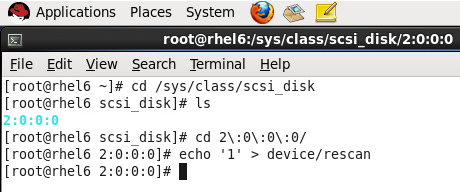 Applications Places System
root@rhel6:/sys/class/scsi_disk/2:0:0:0
File Edit View Search Terminal Help
[root@rhel6 ~]# cd /sys/class/scsi_disk
[root@rhel6 scsi_disk]# ls
2:0:0:0
[root@rhel6 scsi_disk]# cd 2\:0\:0\:0/
[root@rhel6 2:0:0:0]# echo '1' > device/rescan
[root@rhel6 2:0:0:0]#